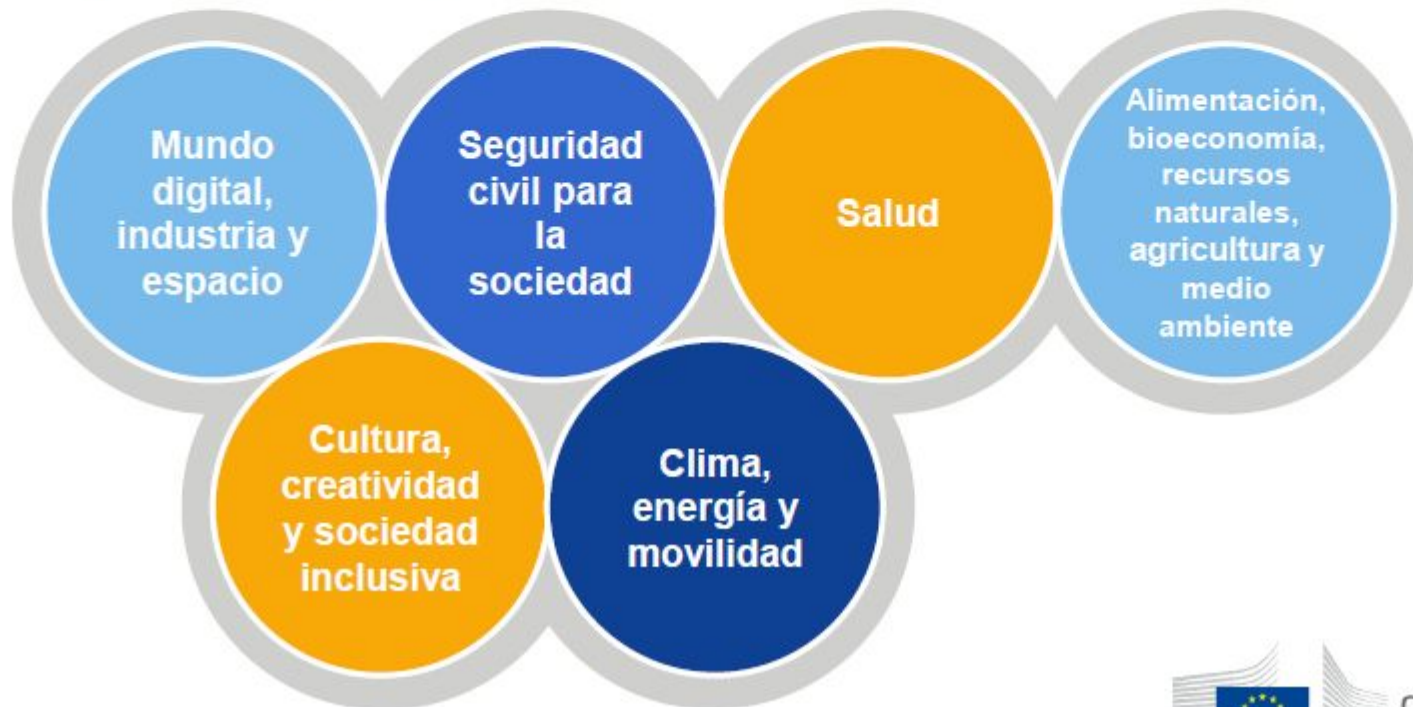 Mundo
digital,
industria y
espacio
Seguridad
civil para
la
sociedad
Salud
Alimentación,
bioeconomía,
recursos
naturales,
agricultura y
medio
ambiente
Cultura,
creatividad
y sociedad
inclusiva
Clima,
energía y
movilidad